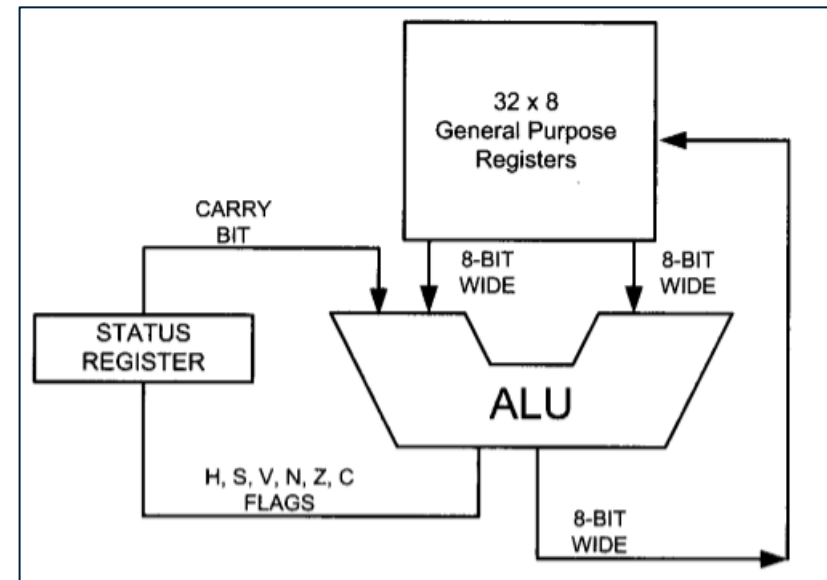 32 x 8
General Purpose
Registers
CARRY
BIT
8-BIT
WIDE
8-BIT
WIDE
STATUS
REGISTER
ALU
H, S, V, N, Z, C
FLAGS
8-BIT
WIDE